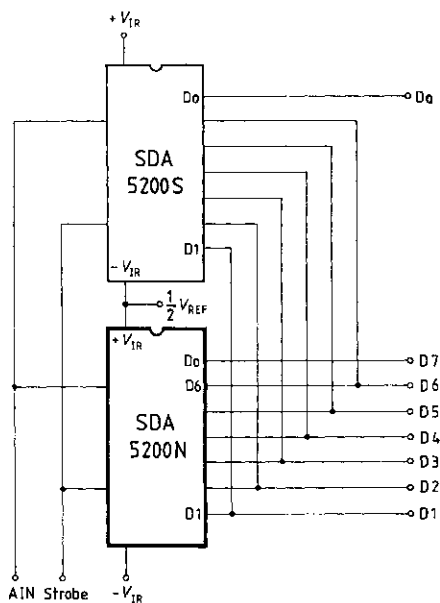 +VIR
Do
Do
SDA
5200S
D1
-VIR
1/2 VREF
+VIR
Do
D7
D6
D6
D5
SDA
5200N
D4
D3
D2
D1
D1
AIN Strobe
-VIR